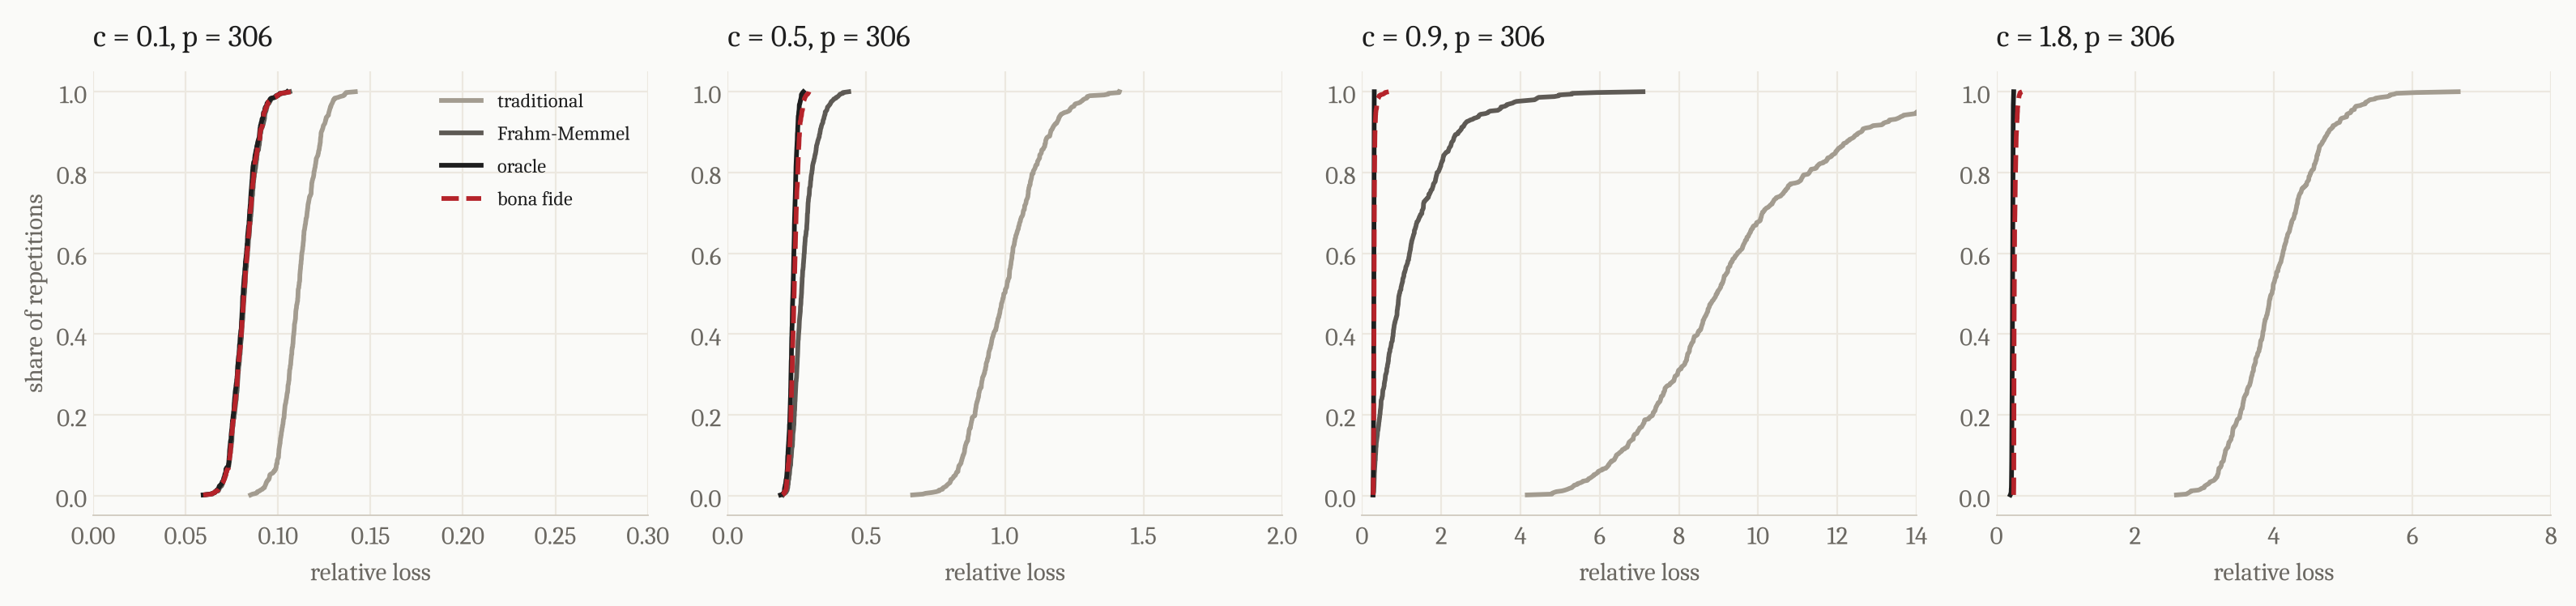 c = 0.1, p = 306
c = 0.5, p = 306
c = 0.9, p = 306
c = 1.8, p = 306
share of repetitions
1.0
0.8
0.6
0.4
0.2
0.0
0.00 0.05 0.10 0.15 0.20 0.25 0.30
relative loss
traditional
Frahm-Memmel
oracle
bona fide
1.0
0.8
0.6
0.4
0.2
0.0
0.0 0.5 1.0 1.5 2.0
relative loss
1.0
0.8
0.6
0.4
0.2
0.0
0 2 4 6 8 10 12 14
relative loss
1.0
0.8
0.6
0.4
0.2
0.0
0 2 4 6 8
relative loss